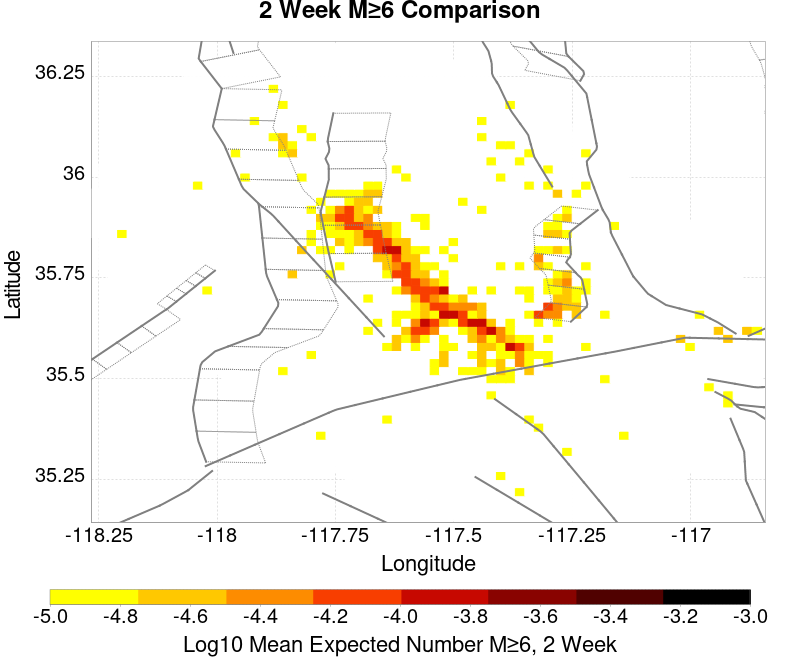 2 Week M≥6 Comparison
36.25
36
35.75
35.5
35.25
Latitude
-118.25 -118 -117.75 -117.5 -117.25 -117
Longitude
-5.0 -4.8 -4.6 -4.4 -4.2 -4.0 -3.8 -3.6 -3.4 -3.2 -3.0
Log10 Mean Expected Number M≥6, 2 Week